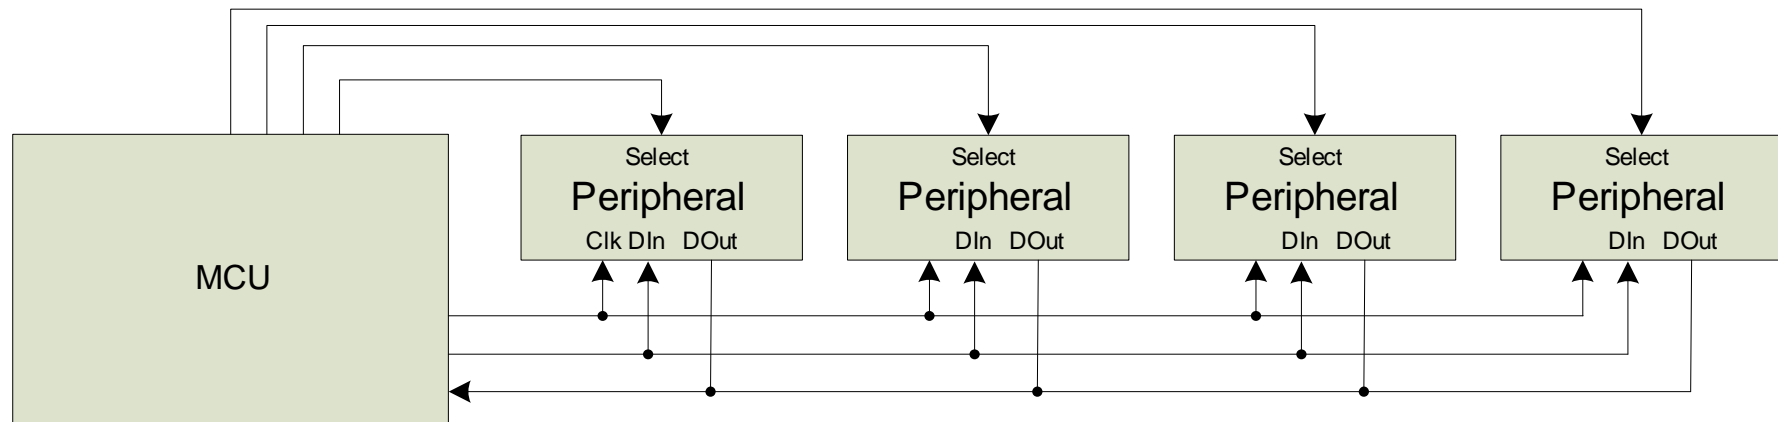 Select
Peripheral
Clk DIn DOut
Select
Peripheral
DIn DOut
Select
Peripheral
DIn DOut
Select
Peripheral
DIn DOut
MCU